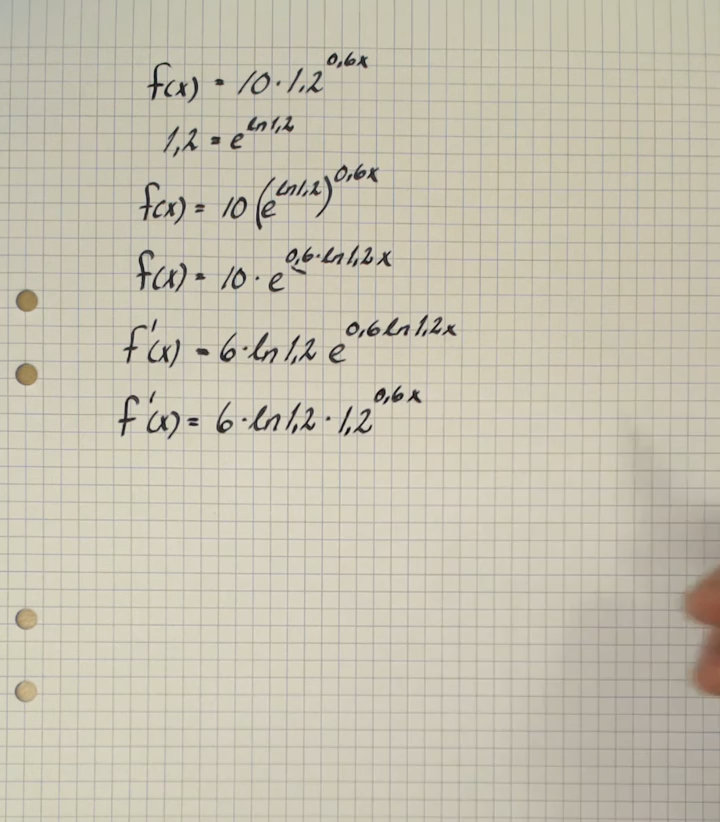 f(x) = 10 · 1,2^0,6x
1,2 = e^ln1,2
f(x) = 10 (e^ln1,2)^0,6x
f(x) = 10 · e^0,6·ln1,2x
f'(x) = 6·ln1,2 e^0,6ln1,2x
f'(x) = 6·ln1,2 · 1,2^0,6x